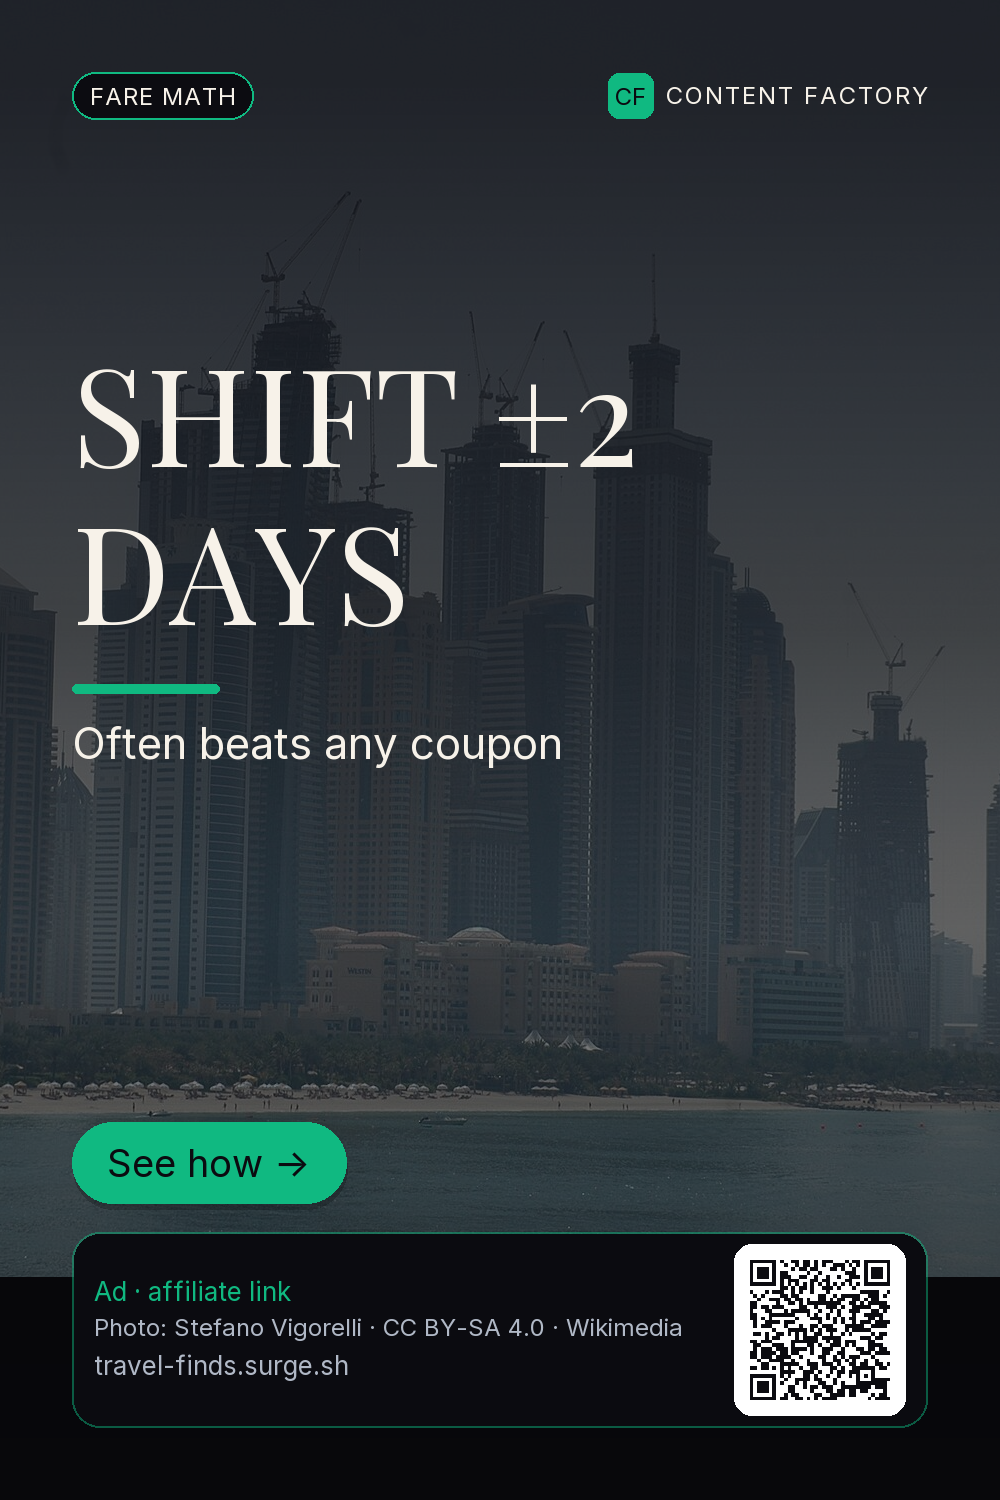 FARE MATH
CF CONTENT FACTORY
SHIFT ±2
DAYS
Often beats any coupon
See how →
Ad · affiliate link
Photo: Stefano Vigorelli · CC BY-SA 4.0 · Wikimedia
travel-finds.surge.sh